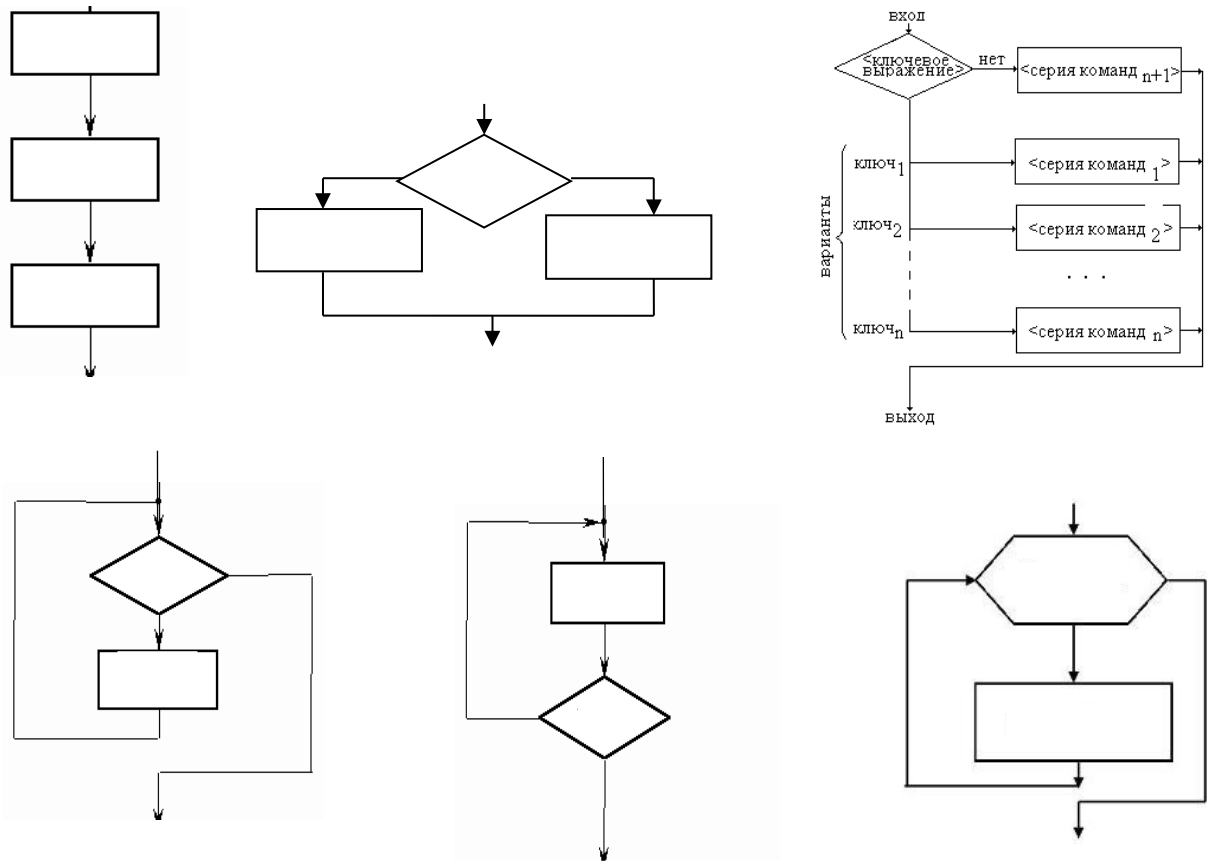 вход
<ключевое
выражение>
нет
<серия команд n+1>
варианты
ключ1
<серия команд 1>
ключ2
<серия команд 2>
. . .
ключn
<серия команд n>
выход